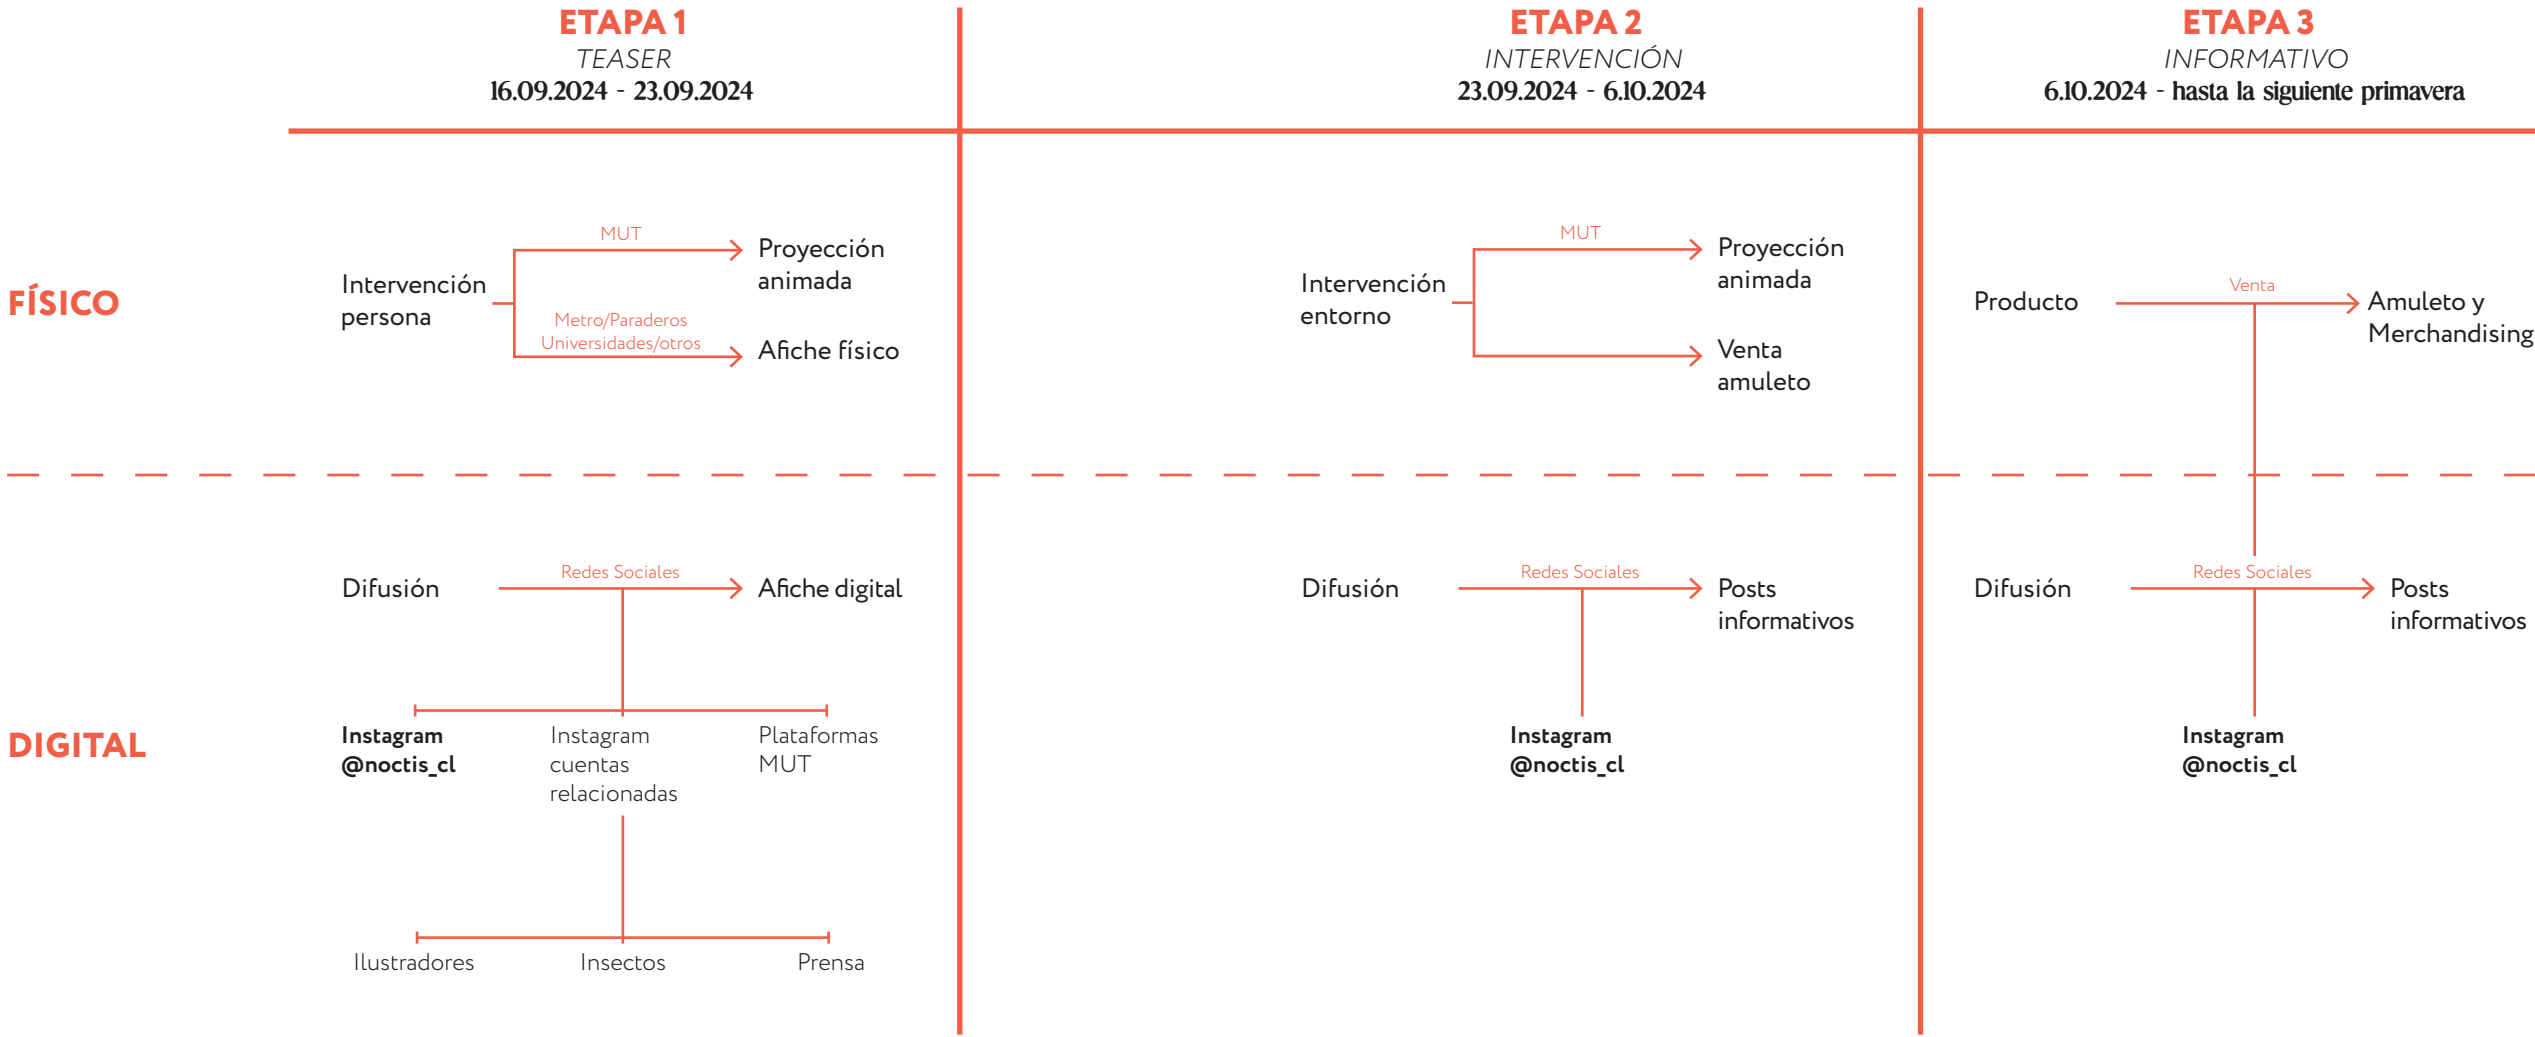 ETAPA 1
TEASER
16.09.2024 - 23.09.2024
ETAPA 2
INTERVENCIÓN
23.09.2024 - 6.10.2024
ETAPA 3
INFORMATIVO
6.10.2024 - hasta la siguiente primavera
FÍSICO
Intervención
persona
MUT
Proyección
animada
Metro/Paraderos
Universidades/otros
Afiche físico
Intervención
entorno
MUT
Proyección
animada
Venta
amuleto
Producto
Venta
Amuleto y
Merchandising
DIGITAL
Difusión
Redes Sociales
Afiche digital
Instagram
@noctis_cl
Instagram
cuentas
relacionadas
Plataformas
MUT
Ilustradores
Insectos
Prensa
Difusión
Redes Sociales
Posts
informativos
Instagram
@noctis_cl
Difusión
Redes Sociales
Posts
informativos
Instagram
@noctis_cl